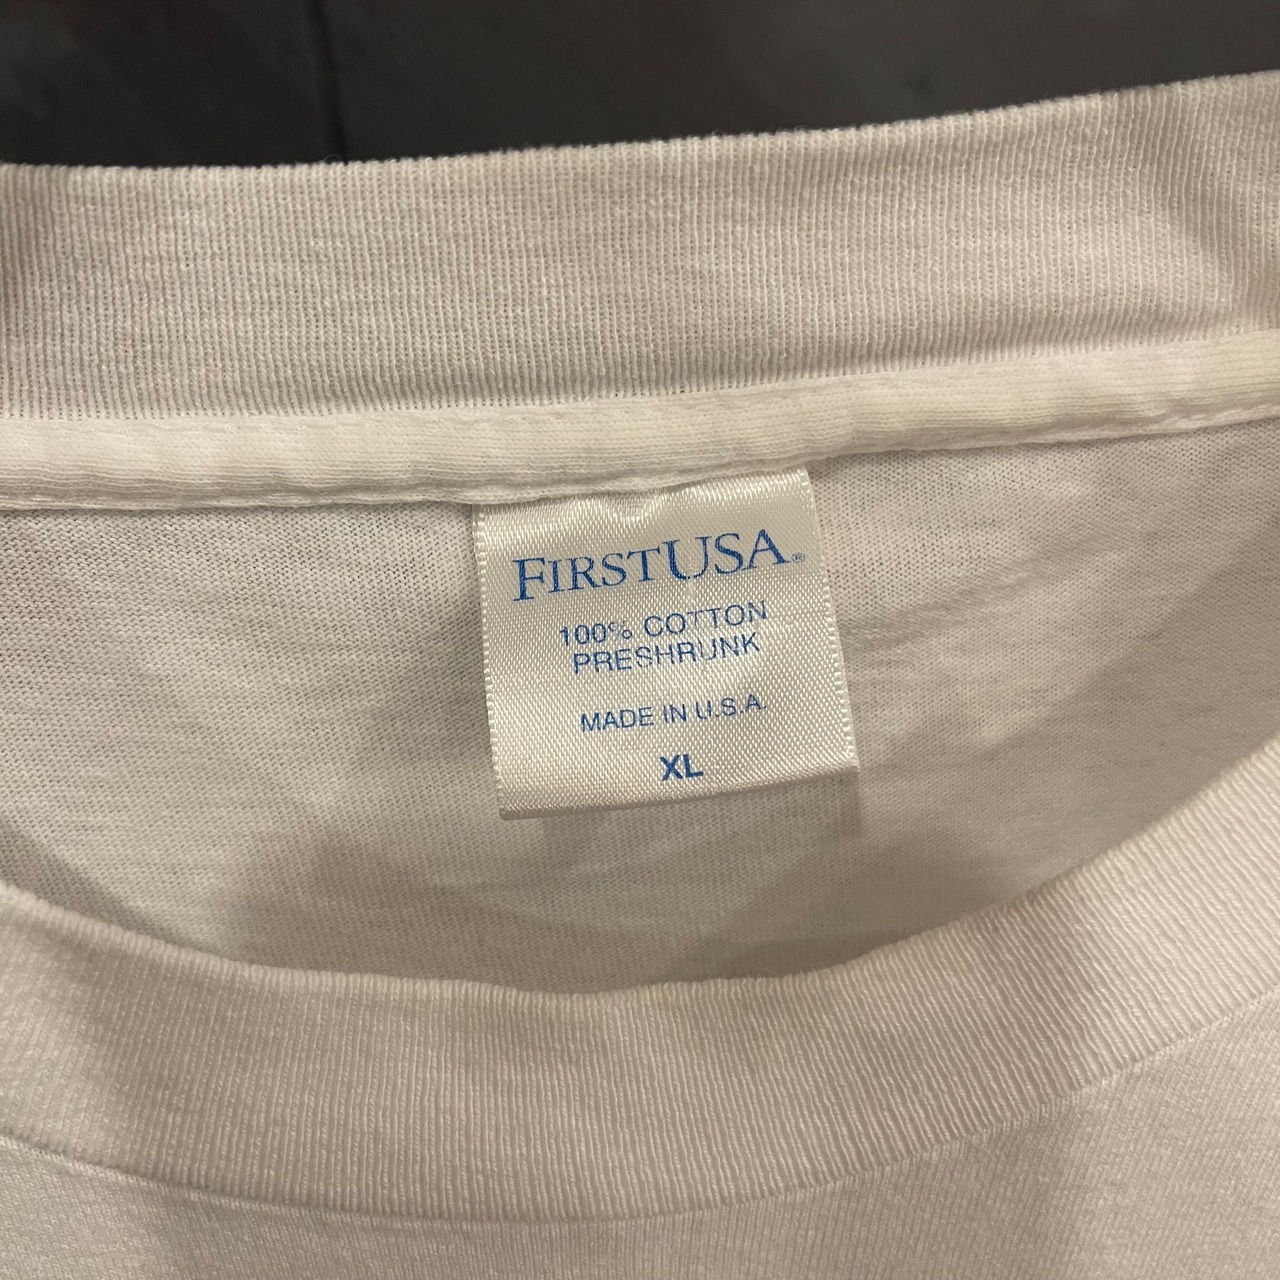 FIRSTUSA®
100% COTTON
PRESHRUNK
MADE IN U.S.A.
XL